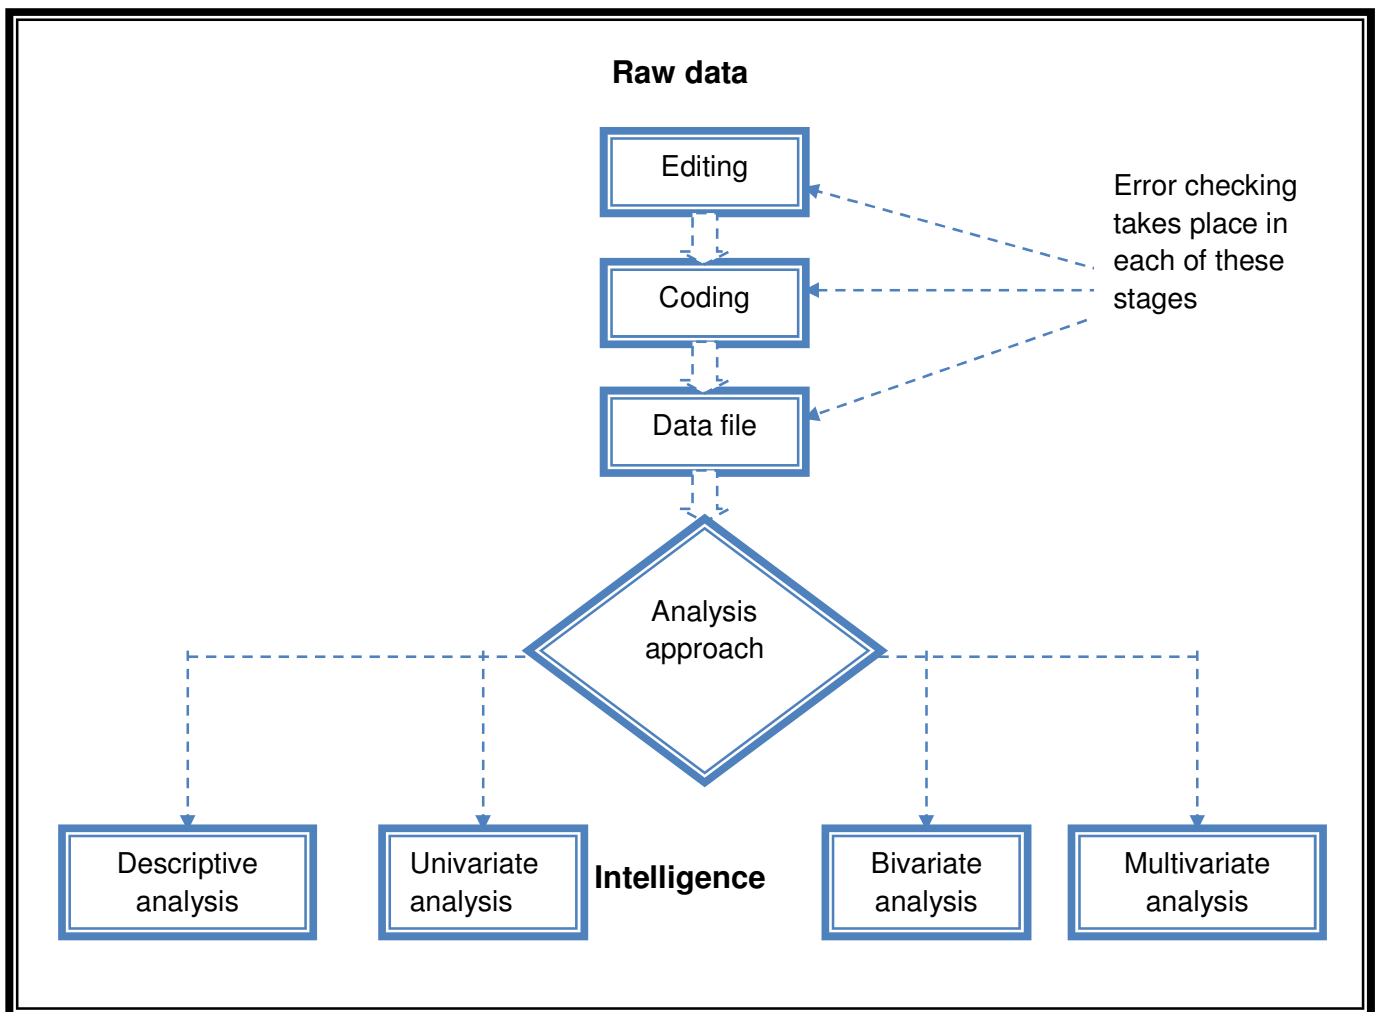 Raw data
Editing
Error checking
takes place in
each of these
stages
Coding
Data file
Analysis
approach
Descriptive
analysis
Univariate
analysis
Intelligence
Bivariate
analysis
Multivariate
analysis